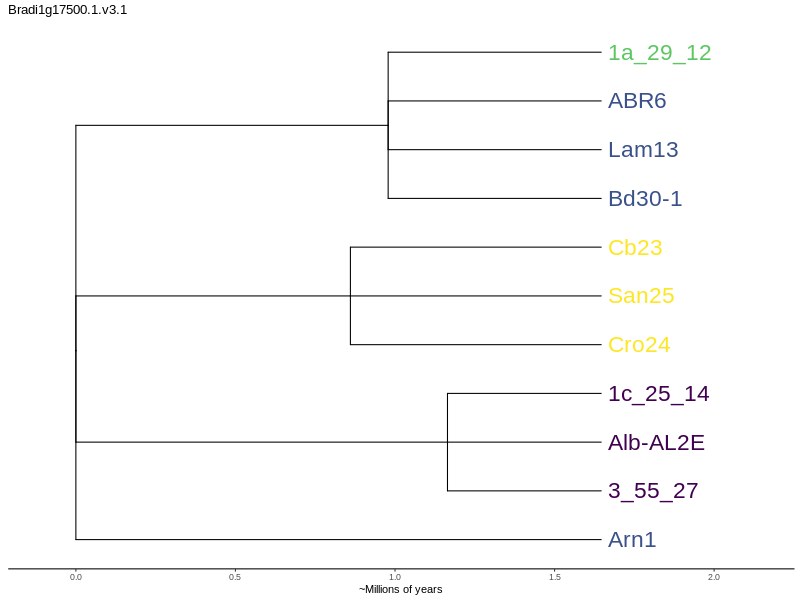 Bradi1g17500.1.v3.1
1a_29_12
ABR6
Lam13
Bd30-1
Cb23
San25
Cro24
1c_25_14
Alb-AL2E
3_55_27
Arn1
0.0 0.5 1.0 1.5 2.0
~Millions of years